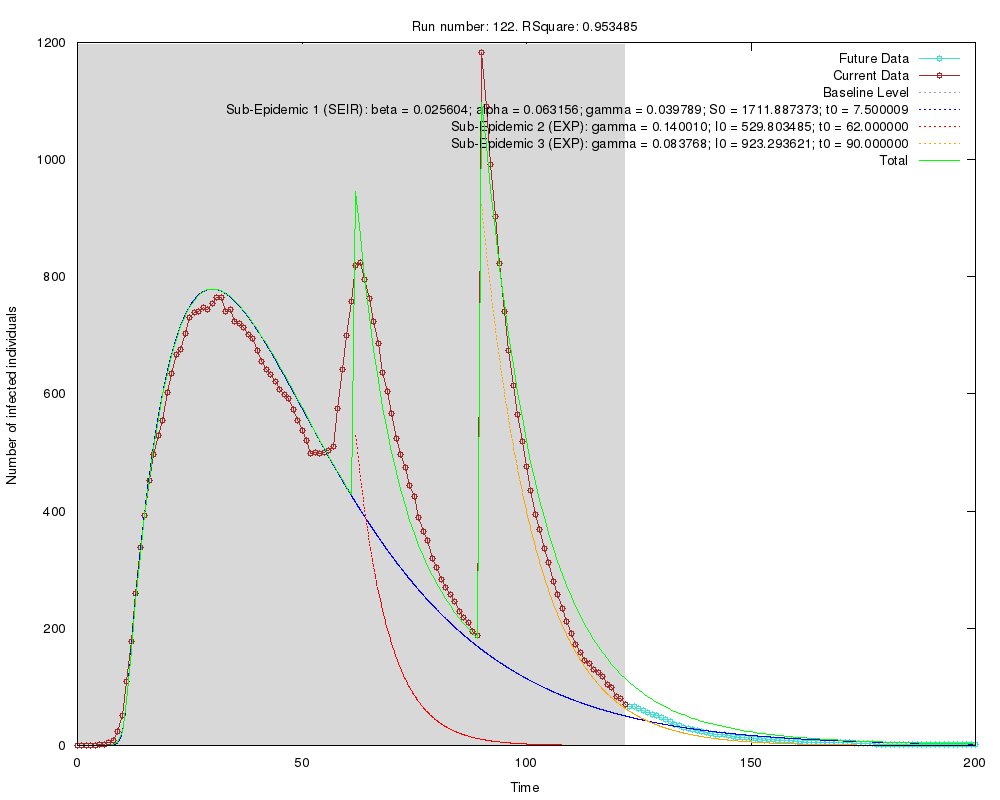 Run number: 122. RSquare: 0.953485
1200
1000
800
600
400
200
0
Number of infected individuals
Future Data
Current Data
Baseline Level
Sub-Epidemic 1 (SEIR): beta = 0.025604; alpha = 0.063156; gamma = 0.039789; S0 = 1711.887373; t0 = 7.500009
Sub-Epidemic 2 (EXP): gamma = 0.140010; I0 = 529.803485; t0 = 62.000000
Sub-Epidemic 3 (EXP): gamma = 0.083768; I0 = 923.293621; t0 = 90.000000
Total
0 50 100 150 200
Time